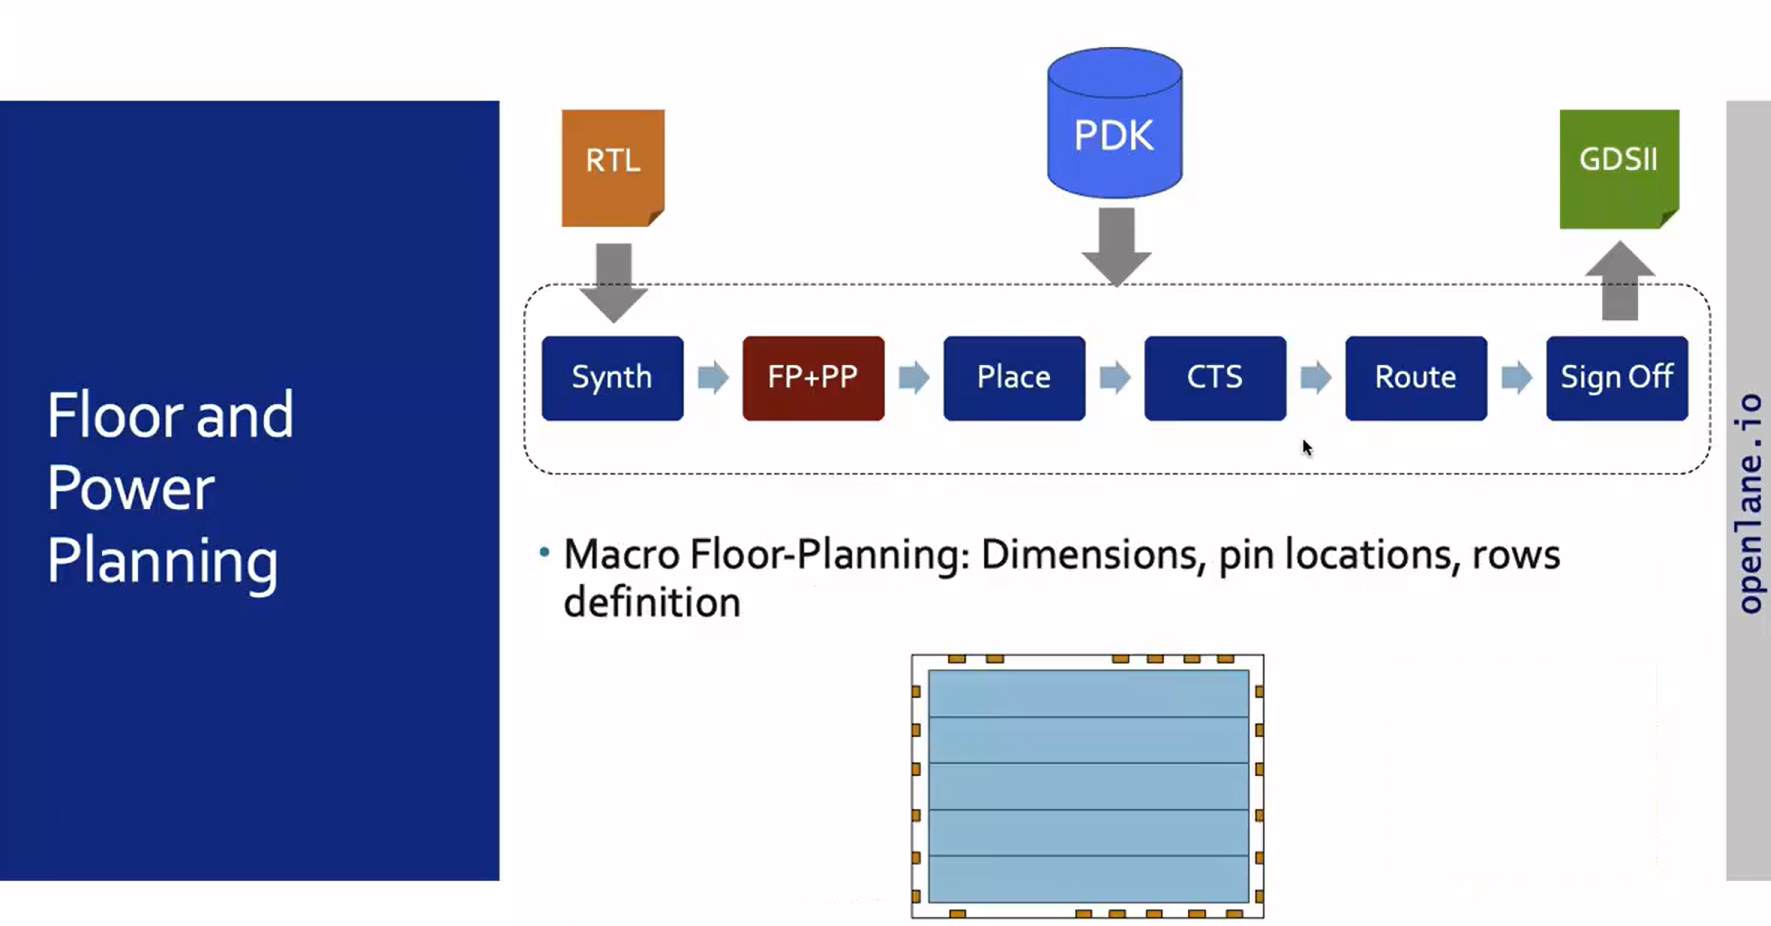 RTL
PDK
GDSII
Synth
FP+PP
Place
CTS
Route
Sign Off
Floor and
Power
Planning
• Macro Floor-Planning: Dimensions, pin locations, rows
definition
openlane.io